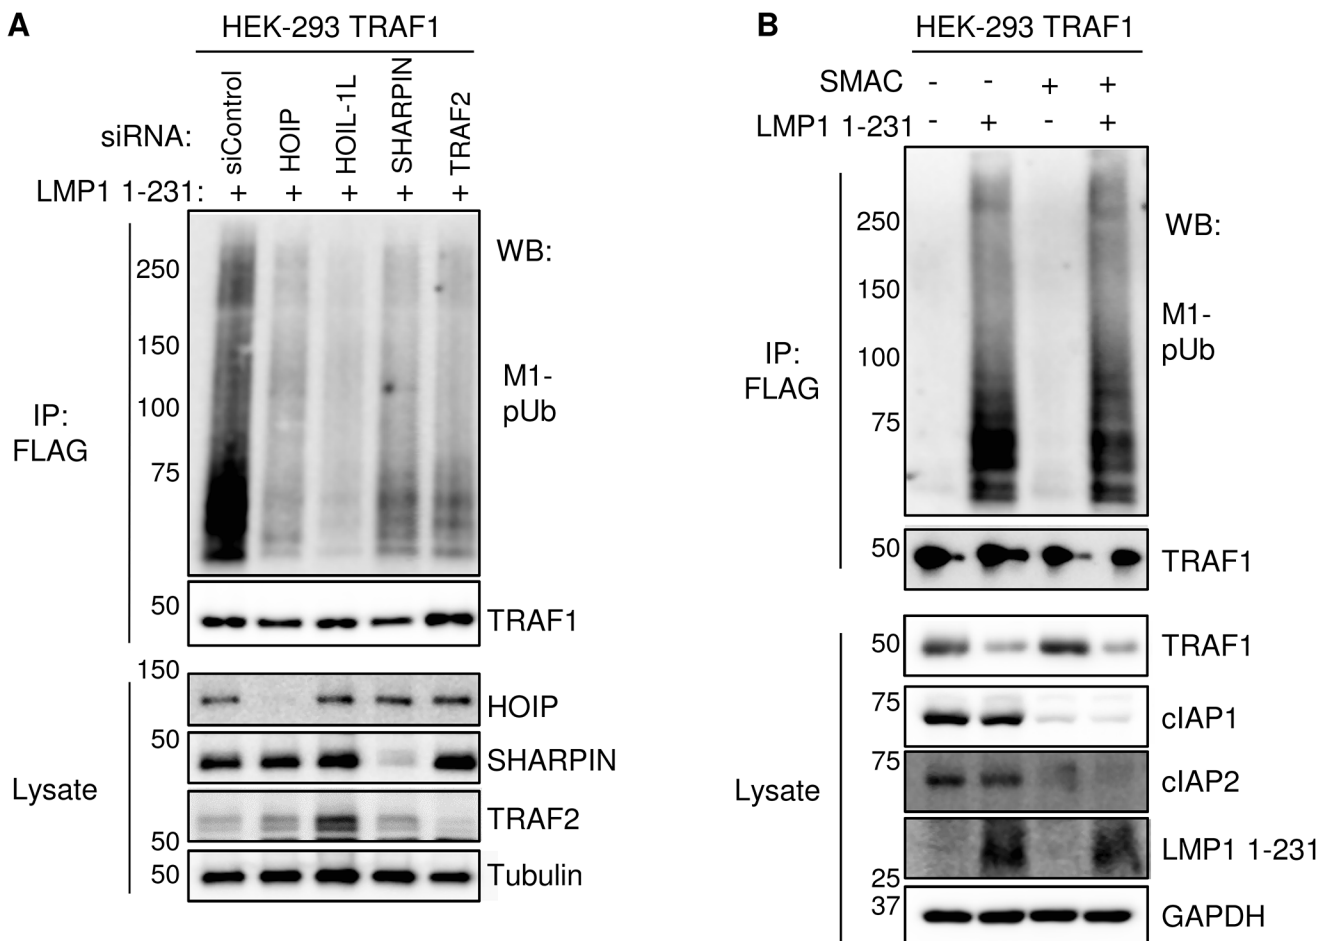 A
HEK-293 TRAF1
siRNA:
siControl
HOIP
HOIL-1L
SHARPIN
TRAF2
LMP1 1-231: + + + + +
WB:
250
150
M1-
pUb
100
IP:
FLAG
75
50
TRAF1
150
HOIP
50
SHARPIN
Lysate
TRAF2
50
50
Tubulin
B
HEK-293 TRAF1
SMAC - - + +
LMP1 1-231 - + - +
250
WB:
150
M1-
pUb
IP:
FLAG
100
75
50
TRAF1
50
TRAF1
75
cIAP1
75
cIAP2
Lysate
LMP1 1-231
25
37
GAPDH